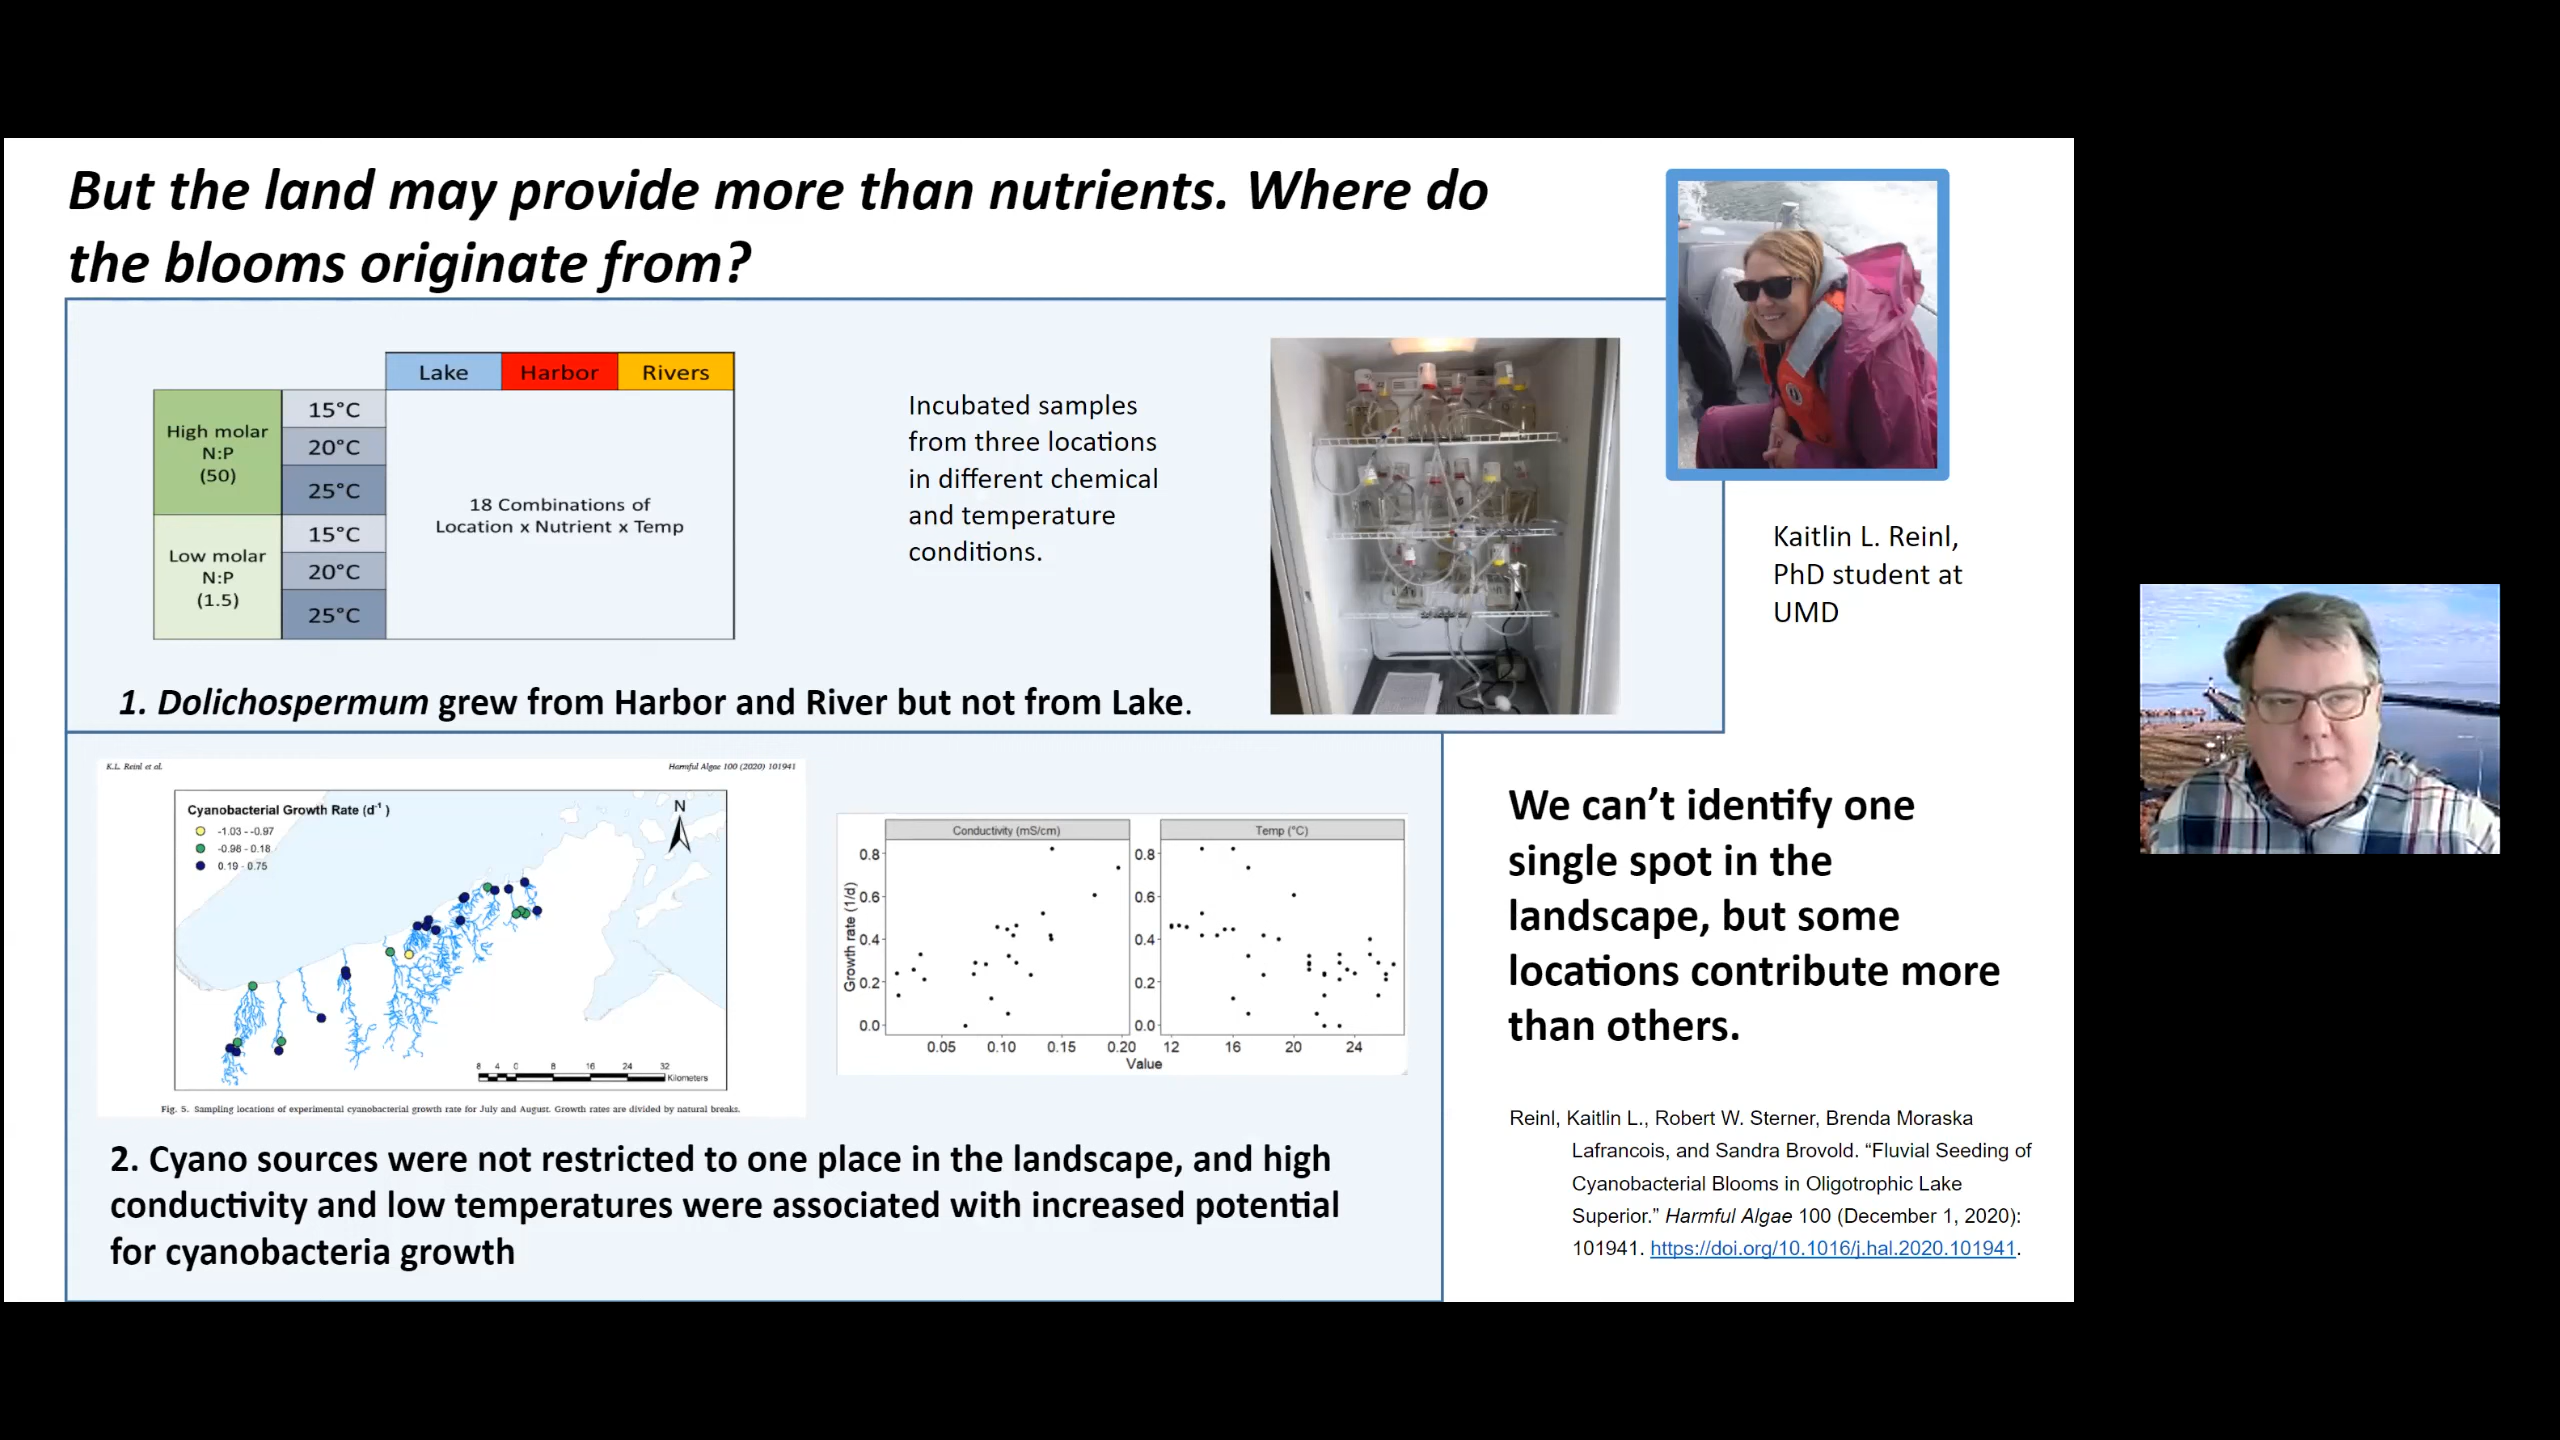 But the land may provide more than nutrients. Where do
the blooms originate from?
Lake Harbor Rivers
High molar
N:P
(50)
15°C
20°C
25°C
Low molar
N:P
(1.5)
15°C
20°C
25°C
18 Combinations of
Location x Nutrient x Temp
Incubated samples
from three locations
in different chemical
and temperature
conditions.
Kaitlin L. Reinl,
PhD student at
UMD
1. Dolichospermum grew from Harbor and River but not from Lake.
K.L. Reinl et al.
Harmful Algae 100 (2020) 101941
Cyanobacterial Growth Rate (d⁻¹)
-1.03 - -0.97
-0.96 - 0.18
0.19 - 0.75
N
8 4 0 8 16 24 32
Kilometers
Fig. 5. Sampling locations of experimental cyanobacterial growth rate for July and August. Growth rates are divided by natural breaks.
Conductivity (mS/cm)
Temp (°C)
Growth rate (1/d)
0.8
0.6
0.4
0.2
0.0
0.8
0.6
0.4
0.2
0.0
0.05 0.10 0.15 0.20
12 16 20 24
Value
2. Cyano sources were not restricted to one place in the landscape, and high
conductivity and low temperatures were associated with increased potential
for cyanobacteria growth
We can’t identify one
single spot in the
landscape, but some
locations contribute more
than others.
Reinl, Kaitlin L., Robert W. Sterner, Brenda Moraska
Lafrancois, and Sandra Brovold. “Fluvial Seeding of
Cyanobacterial Blooms in Oligotrophic Lake
Superior.” Harmful Algae 100 (December 1, 2020):
101941. https://doi.org/10.1016/j.hal.2020.101941.